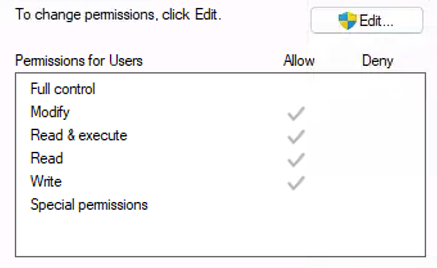 To change permissions, click Edit.
Edit...
Permissions for Users Allow Deny
Full control
Modify
Read & execute
Read
Write
Special permissions